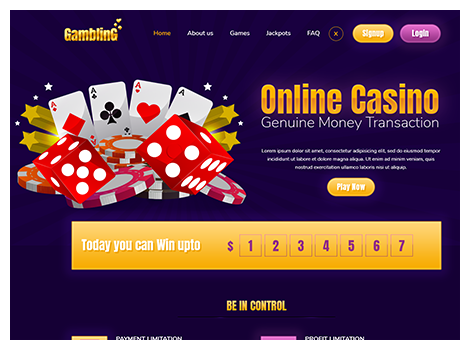 GamblinG
Home About us Games Jackpots FAQ × Signup Login
A A A A
Online Casino
Genuine Money Transaction
Lorem ipsum dolor sit amet, consectetur adipisicing elit, sed do eiusmod tempor
incididunt ut labore et dolore magna aliqua. Ut enim ad minim veniam, quis
nostrud exercitation ullamco laboris nisi ut aliquip.
Play Now
Today you can Win upto $ 1 2 3 4 5 6 7
BE IN CONTROL
PAYMENT LIMITATION PROFIT LIMITATION